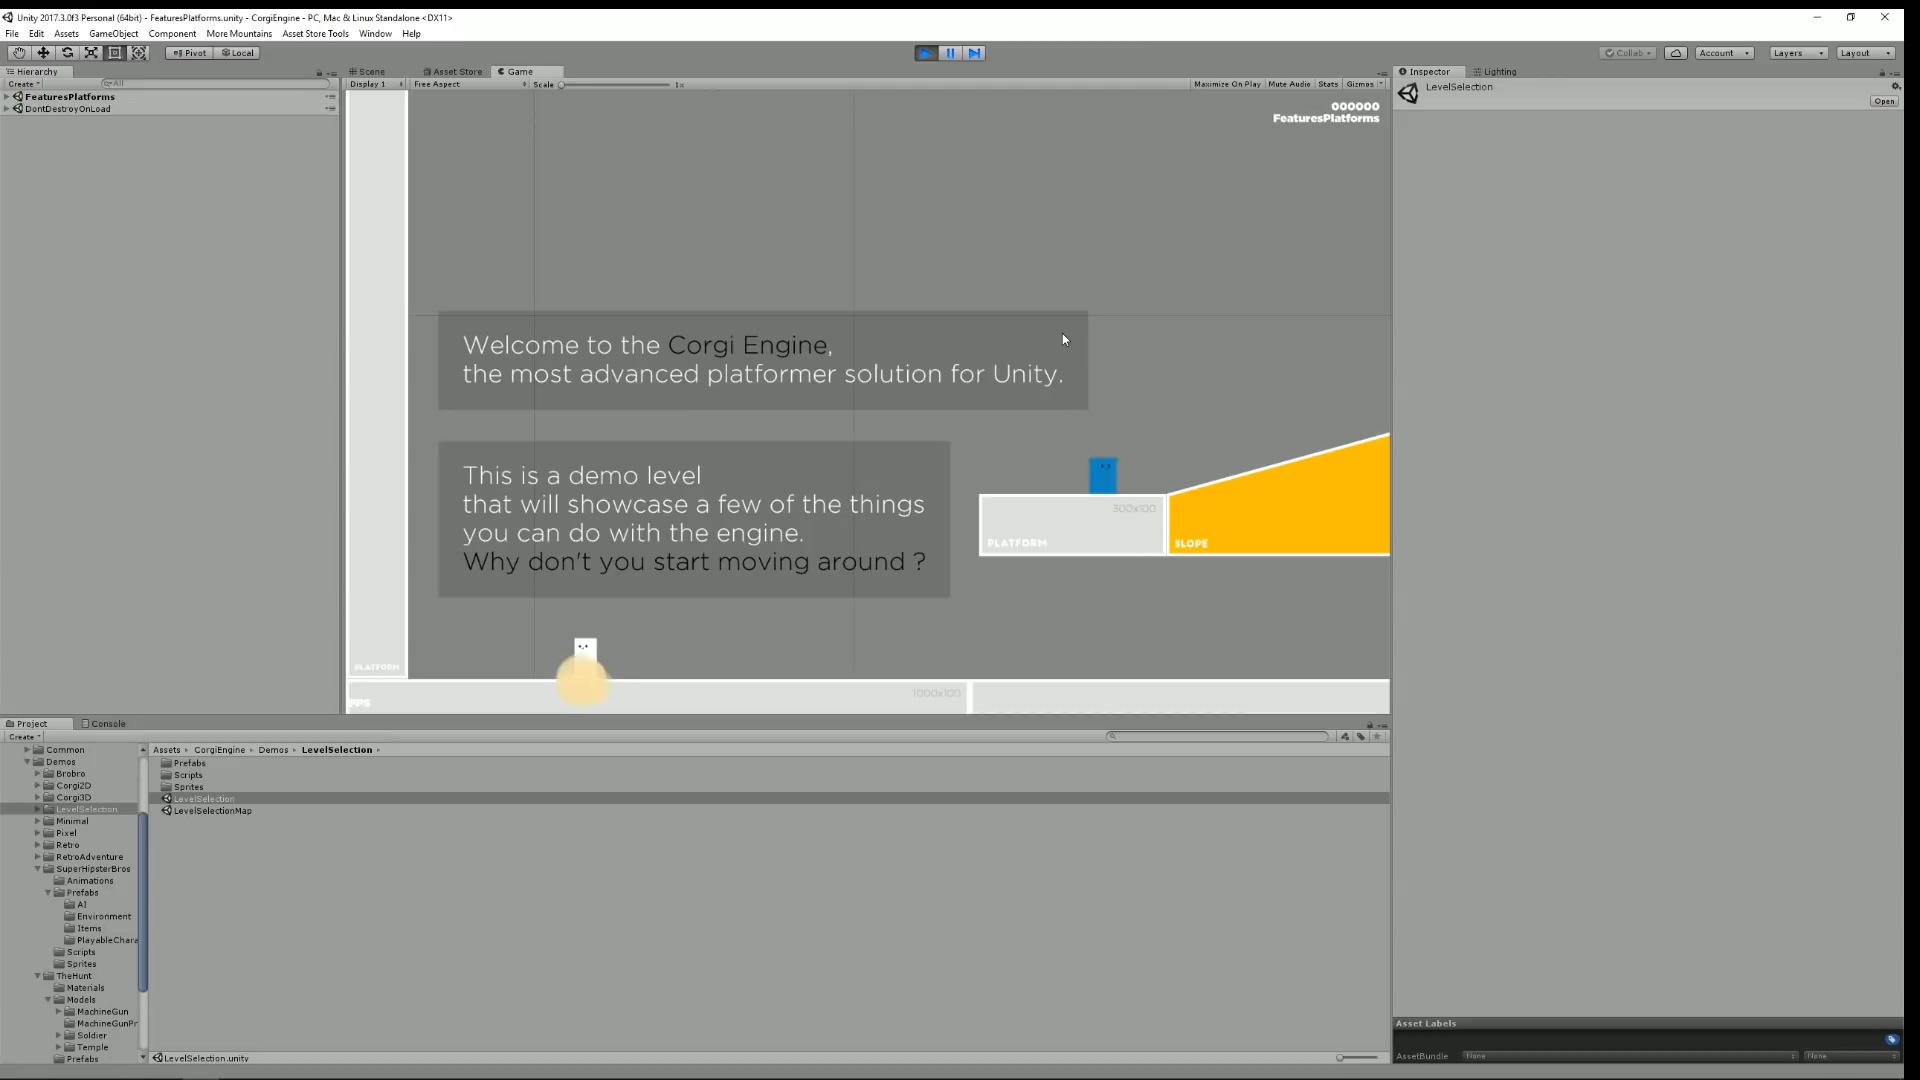 Unity 2017.3.0f3 Personal (64bit) - FeaturesPlatforms.unity - CorgiEngine - PC, Mac & Linux Standalone <DX11>
File Edit Assets GameObject Component More Mountains Asset Store Tools Window Help
Pivot Local
Collab Account Layers Layout
Hierarchy
Create All
FeaturesPlatforms
DontDestroyOnLoad
Scene Asset Store Game
Display 1 Free Aspect Scale 1x Maximize On Play Mute Audio Stats Gizmos
000000
FeaturesPlatforms
Welcome to the Corgi Engine,
the most advanced platformer solution for Unity.
This is a demo level
that will showcase a few of the things
you can do with the engine.
Why don't you start moving around ?
300x100
PLATFORM
SLOPE
PLATFORM
1000x100
FPS
Inspector Lighting
LevelSelection
Open
Project Console
Create
Common
Demos
Brobro
Corgi2D
Corgi3D
LevelSelection
Minimal
Pixel
Retro
RetroAdventure
SuperHipsterBros
Animations
Prefabs
AI
Environment
Items
PlayableChara
Scripts
Sprites
TheHunt
Materials
Models
MachineGun
MachineGunPr
Soldier
Temple
Prefabs
Assets CorgiEngine Demos LevelSelection
Prefabs
Scripts
Sprites
LevelSelection
LevelSelectionMap
LevelSelection.unity
Asset Labels
AssetBundle None None